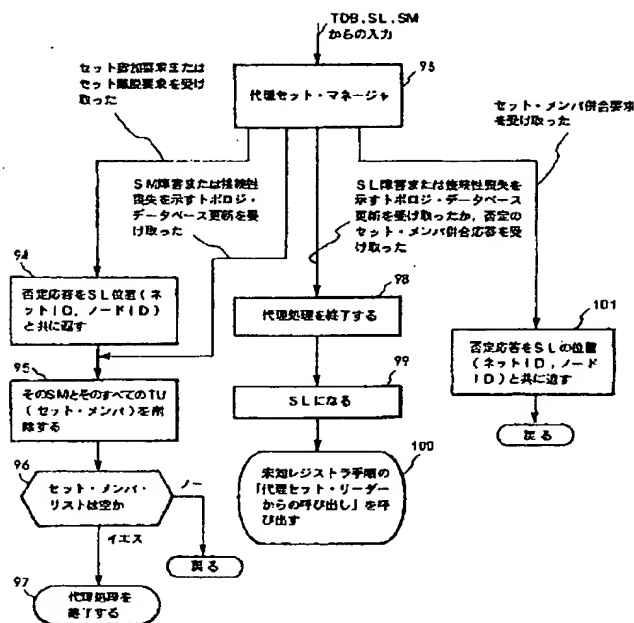 TDB,SL,SM
からの入力
93
代理セット・マネージャ
セット参加要求または
セット離脱要求を受け
取った
SM障害または接続性
喪失を示すトポロジ・
データベース更新を受
け取った
SL障害または接続性喪失を
示すトポロジ・データベース
更新を受け取ったか,否定の
セット・メンバ併合応答を受
け取った
セット・メンバ併合要求
を受け取った
94
否定応答をSL位置(ネ
ットID,ノードID)
と共に返す
95
そのSMとそのすべてのTU
(セット・メンバ)を削
除する
96
セット・メンバ・
リストは空か
ノー
イエス
戻る
97
代理処理を
終了する
98
代理処理を終了する
99
SLになる
100
未知レジストラ手順の
「代理セット・リーダー
からの呼び出し」を呼
び出す
101
否定応答をSLの位置
(ネットID,ノード
ID)と共に返す
戻る